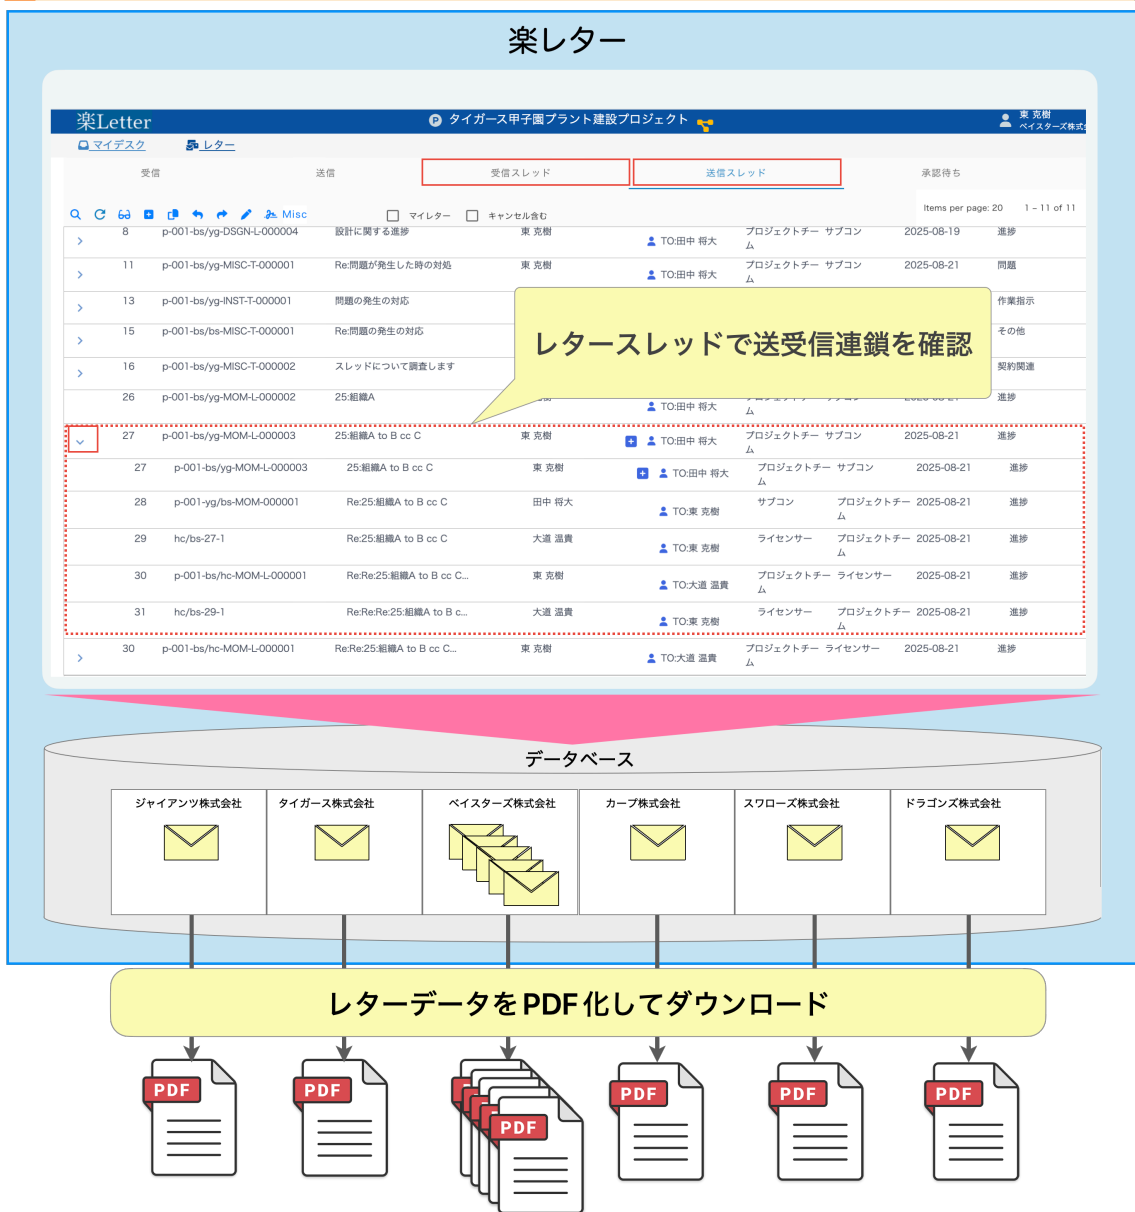 楽レター
楽Letter
タイガース甲子園プラント建設プロジェクト
東 克樹
ベイスターズ株式会
マイデスク
レター
受信 送信 受信スレッド 送信スレッド 承認待ち
Misc マイレター キャンセル含む Items per page: 20 1 – 11 of 11
8 p-001-bs/yg-DSGN-L-000004 設計に関する進捗 東 克樹 TO:田中 将大 プロジェクトチーム サブコン 2025-08-19 進捗
11 p-001-bs/yg-MISC-T-000001 Re:問題が発生した時の対処 東 克樹 TO:田中 将大 プロジェクトチーム サブコン 2025-08-21 問題
13 p-001-bs/yg-INST-T-000001 問題の発生の対応 作業指示
15 p-001-bs/bs-MISC-T-000001 Re:問題の発生の対応 その他
16 p-001-bs/yg-MISC-T-000002 スレッドについて調査します 契約関連
レタースレッドで送受信連鎖を確認
26 p-001-bs/yg-MOM-L-000002 25:組織A TO:田中 将大 進捗
27 p-001-bs/yg-MOM-L-000003 25:組織A to B cc C 東 克樹 TO:田中 将大 プロジェクトチーム サブコン 2025-08-21 進捗
27 p-001-bs/yg-MOM-L-000003 25:組織A to B cc C 東 克樹 TO:田中 将大 プロジェクトチーム サブコン 2025-08-21 進捗
28 p-001-yg/bs-MOM-000001 Re:25:組織A to B cc C 田中 将大 TO:東 克樹 サブコン プロジェクトチーム 2025-08-21 進捗
29 hc/bs-27-1 Re:25:組織A to B cc C 大道 温貴 TO:東 克樹 ライセンサー プロジェクトチーム 2025-08-21 進捗
30 p-001-bs/hc-MOM-L-000001 Re:Re:25:組織A to B cc C... 東 克樹 TO:大道 温貴 プロジェクトチーム ライセンサー 2025-08-21 進捗
31 hc/bs-29-1 Re:Re:Re:25:組織A to B c... 大道 温貴 TO:東 克樹 ライセンサー プロジェクトチーム 2025-08-21 進捗
30 p-001-bs/hc-MOM-L-000001 Re:Re:25:組織A to B cc C... 東 克樹 TO:大道 温貴 プロジェクトチーム ライセンサー 2025-08-21 進捗
データベース
ジャイアンツ株式会社 タイガース株式会社 ベイスターズ株式会社 カープ株式会社 スワローズ株式会社 ドラゴンズ株式会社
レターデータをPDF化してダウンロード
PDF PDF PDF PDF PDF PDF